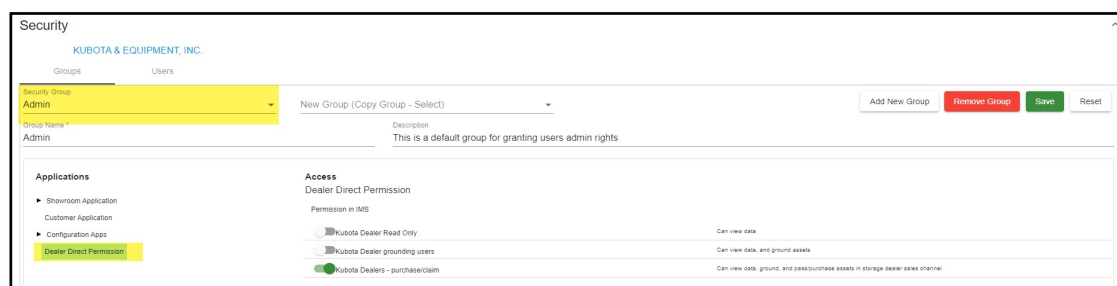 Security
KUBOTA & EQUIPMENT, INC.
Groups Users
Security Group
Admin
New Group (Copy Group - Select)
Add New Group Remove Group Save Reset
Group Name *
Admin
Description
This is a default group for granting users admin rights
Applications
Showroom Application
Customer Application
Configuration Apps
Dealer Direct Permission
Access
Dealer Direct Permission
Permission in IMS
Kubota Dealer Read Only Can view data
Kubota Dealer grounding users Can view data, and ground assets
Kubota Dealers - purchase/claim Can view data, ground, and pass/purchase assets in storage dealer sales channel